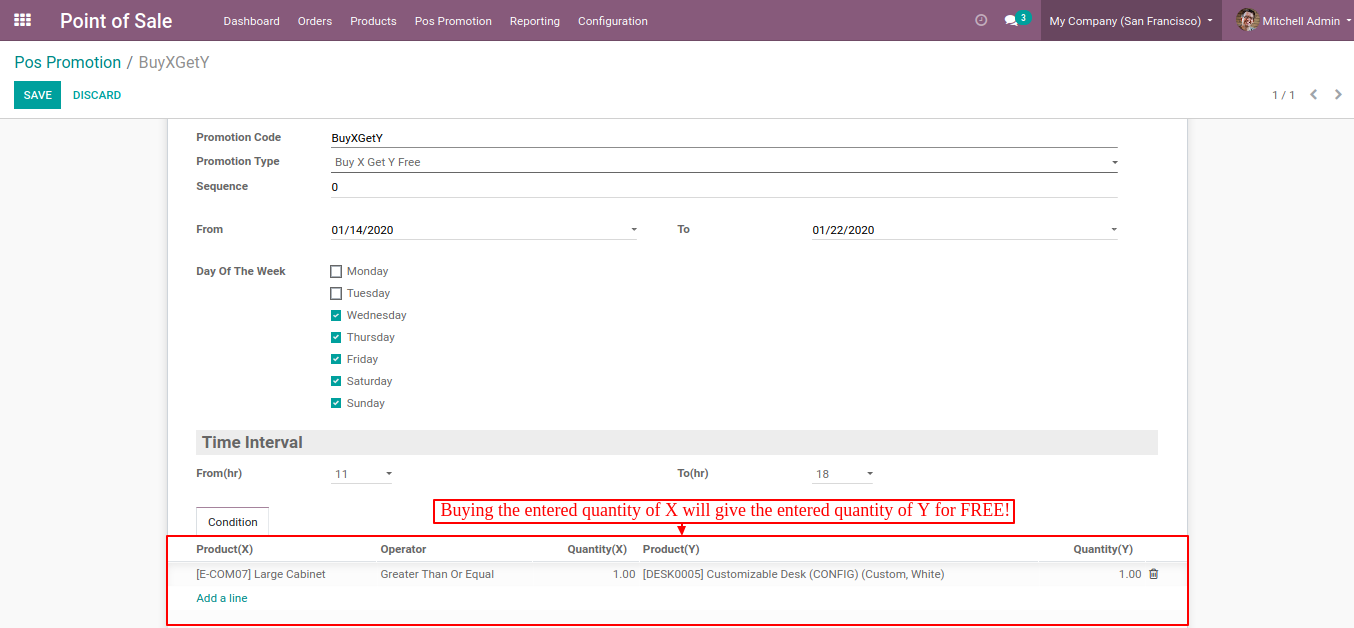 Point of Sale Dashboard Orders Products Pos Promotion Reporting Configuration 3 My Company (San Francisco) Mitchell Admin
Pos Promotion / BuyXGetY
SAVE DISCARD 1 / 1
Promotion Code BuyXGetY
Promotion Type Buy X Get Y Free
Sequence 0
From 01/14/2020 To 01/22/2020
Day Of The Week Monday
Tuesday
Wednesday
Thursday
Friday
Saturday
Sunday
Time Interval
From(hr) 11 To(hr) 18
Buying the entered quantity of X will give the entered quantity of Y for FREE!
Condition
Product(X) Operator Quantity(X) Product(Y) Quantity(Y)
[E-COM07] Large Cabinet Greater Than Or Equal 1.00 [DESK0005] Customizable Desk (CONFIG) (Custom, White) 1.00
Add a line